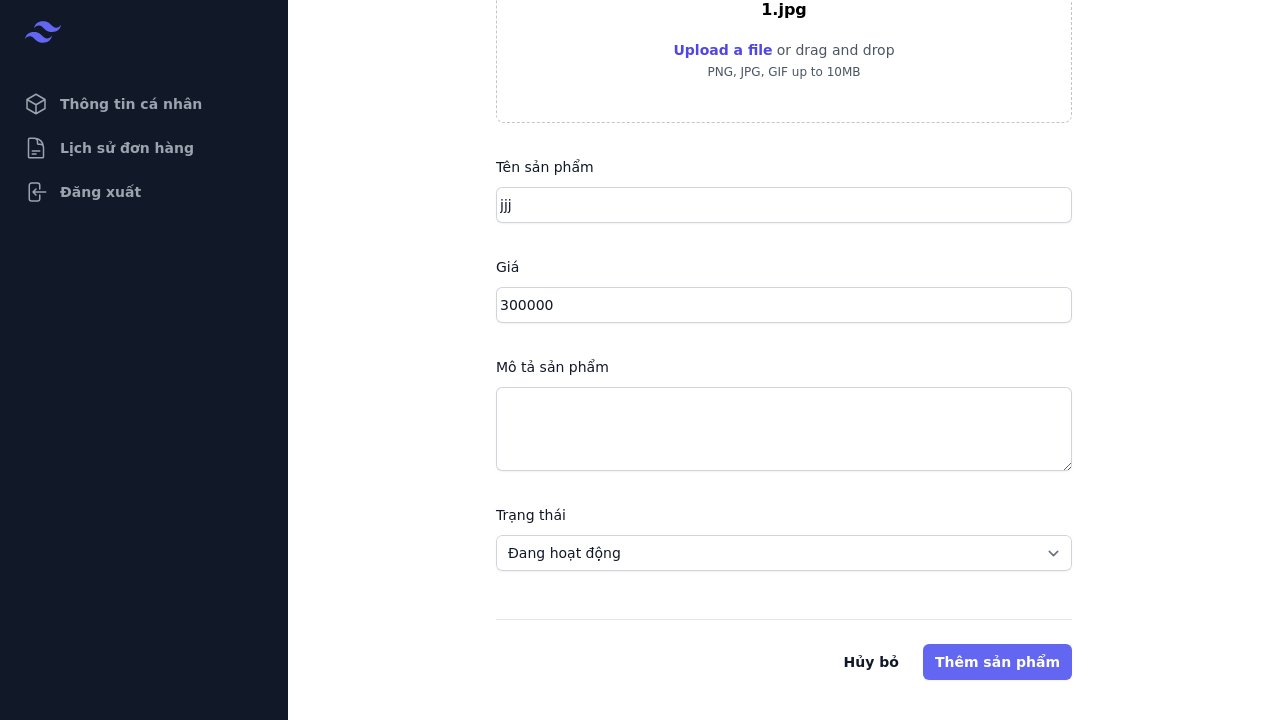 Thông tin cá nhân
Lịch sử đơn hàng
Đăng xuất
1.jpg
Upload a file or drag and drop
PNG, JPG, GIF up to 10MB
Tên sản phẩm
jjj
Giá
300000
Mô tả sản phẩm
Trạng thái
Đang hoạt động
Hủy bỏ
Thêm sản phẩm